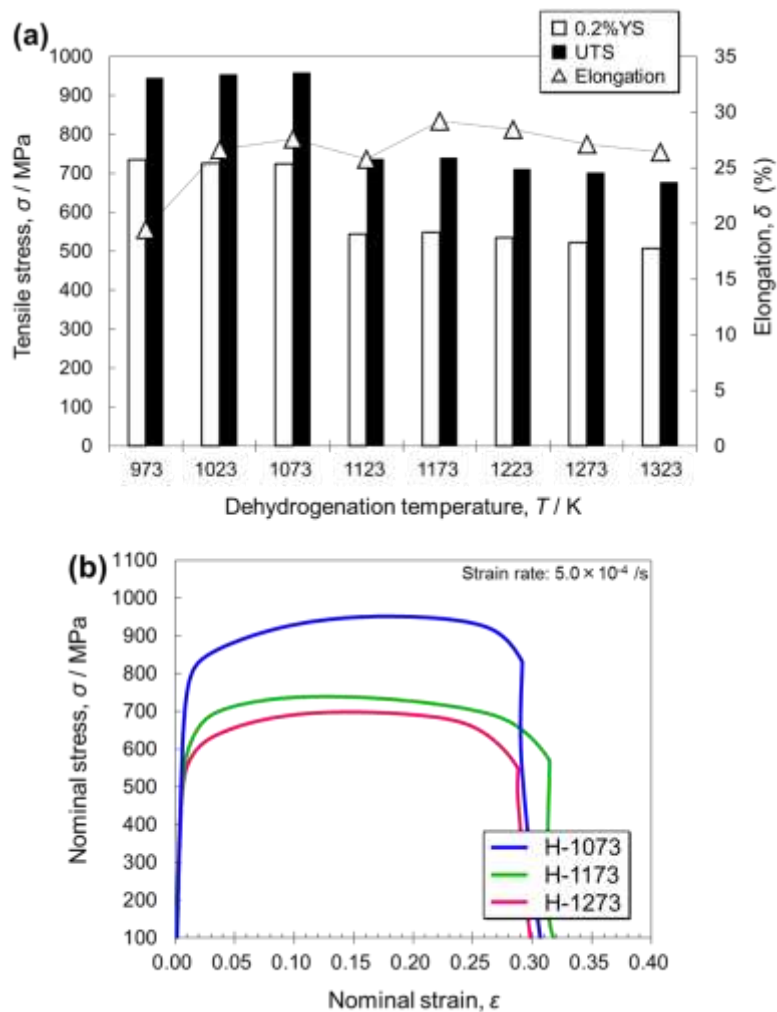 (a)
0.2%YS
UTS
Elongation
Tensile stress, σ / MPa
1000
900
800
700
600
500
400
300
200
100
0
35
30
25
20
15
10
5
0
Elongation, δ (%)
973 1023 1073 1123 1173 1223 1273 1323
Dehydrogenation temperature, T / K
(b)
Strain rate: 5.0 × 10⁻⁴ /s
Nominal stress, σ / MPa
1100
1000
900
800
700
600
500
400
300
200
100
H-1073
H-1173
H-1273
0.00 0.05 0.10 0.15 0.20 0.25 0.30 0.35 0.40
Nominal strain, ε